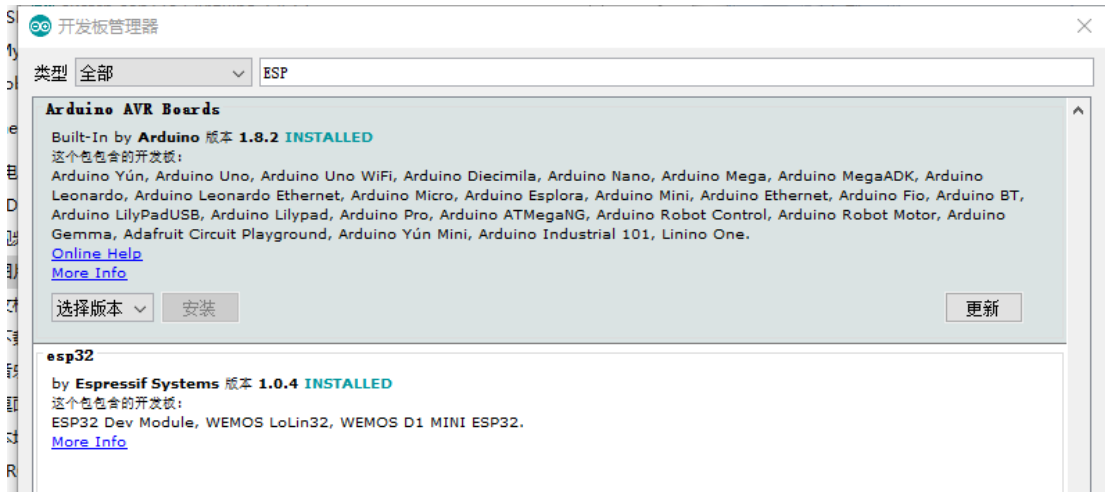 开发板管理器
类型 全部 ESP
Arduino AVR Boards
Built-In by Arduino 版本 1.8.2 INSTALLED
这个包包含的开发板:
Arduino Yún, Arduino Uno, Arduino Uno WiFi, Arduino Diecimila, Arduino Nano, Arduino Mega, Arduino MegaADK, Arduino
Leonardo, Arduino Leonardo Ethernet, Arduino Micro, Arduino Esplora, Arduino Mini, Arduino Ethernet, Arduino Fio, Arduino BT,
Arduino LilyPadUSB, Arduino Lilypad, Arduino Pro, Arduino ATMegaNG, Arduino Robot Control, Arduino Robot Motor, Arduino
Gemma, Adafruit Circuit Playground, Arduino Yún Mini, Arduino Industrial 101, Linino One.
Online Help
More Info
选择版本 安装 更新
esp32
by Espressif Systems 版本 1.0.4 INSTALLED
这个包包含的开发板:
ESP32 Dev Module, WEMOS LoLin32, WEMOS D1 MINI ESP32.
More Info